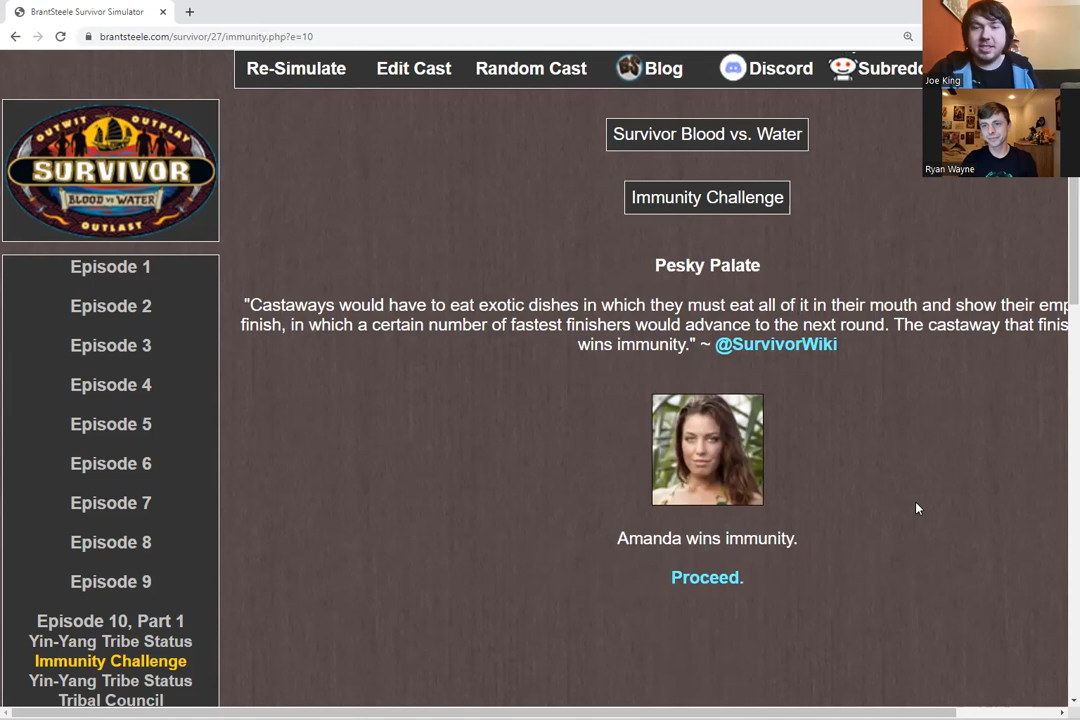 BrantSteele Survivor Simulator
brantsteele.com/survivor/27/immunity.php?e=10
Re-Simulate Edit Cast Random Cast Blog Discord
Joe King
Ryan Wayne
OUTWIT OUTPLAY
SURVIVOR
BLOOD vs. WATER
OUTLAST
Survivor Blood vs. Water
Immunity Challenge
Pesky Palate
"Castaways would have to eat exotic dishes in which they must eat all of it in their mouth and show their emp
finish, in which a certain number of fastest finishers would advance to the next round. The castaway that finis
wins immunity." ~ @SurvivorWiki
Amanda wins immunity.
Proceed.
Episode 1
Episode 2
Episode 3
Episode 4
Episode 5
Episode 6
Episode 7
Episode 8
Episode 9
Episode 10, Part 1
Yin-Yang Tribe Status
Immunity Challenge
Yin-Yang Tribe Status
Tribal Council